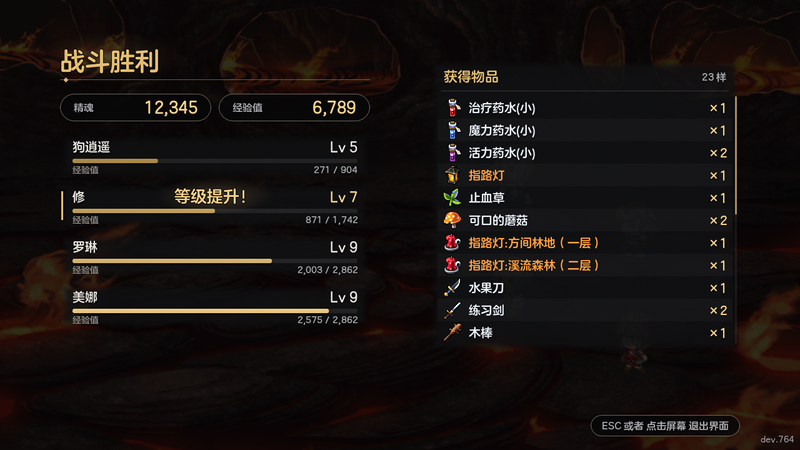 战斗胜利
精魂 12,345 经验值 6,789
狗逍遥 Lv 5
经验值 271 / 904
修 等级提升! Lv 7
经验值 871 / 1,742
罗琳 Lv 9
经验值 2,003 / 2,862
美娜 Lv 9
经验值 2,575 / 2,862
获得物品 23 样
治疗药水(小) ×1
魔力药水(小) ×1
活力药水(小) ×2
指路灯 ×1
止血草 ×1
可口的蘑菇 ×2
指路灯:方间林地（一层） ×1
指路灯:溪流森林（二层） ×1
水果刀 ×1
练习剑 ×2
木棒 ×1
ESC 或者 点击屏幕 退出界面
dev.764